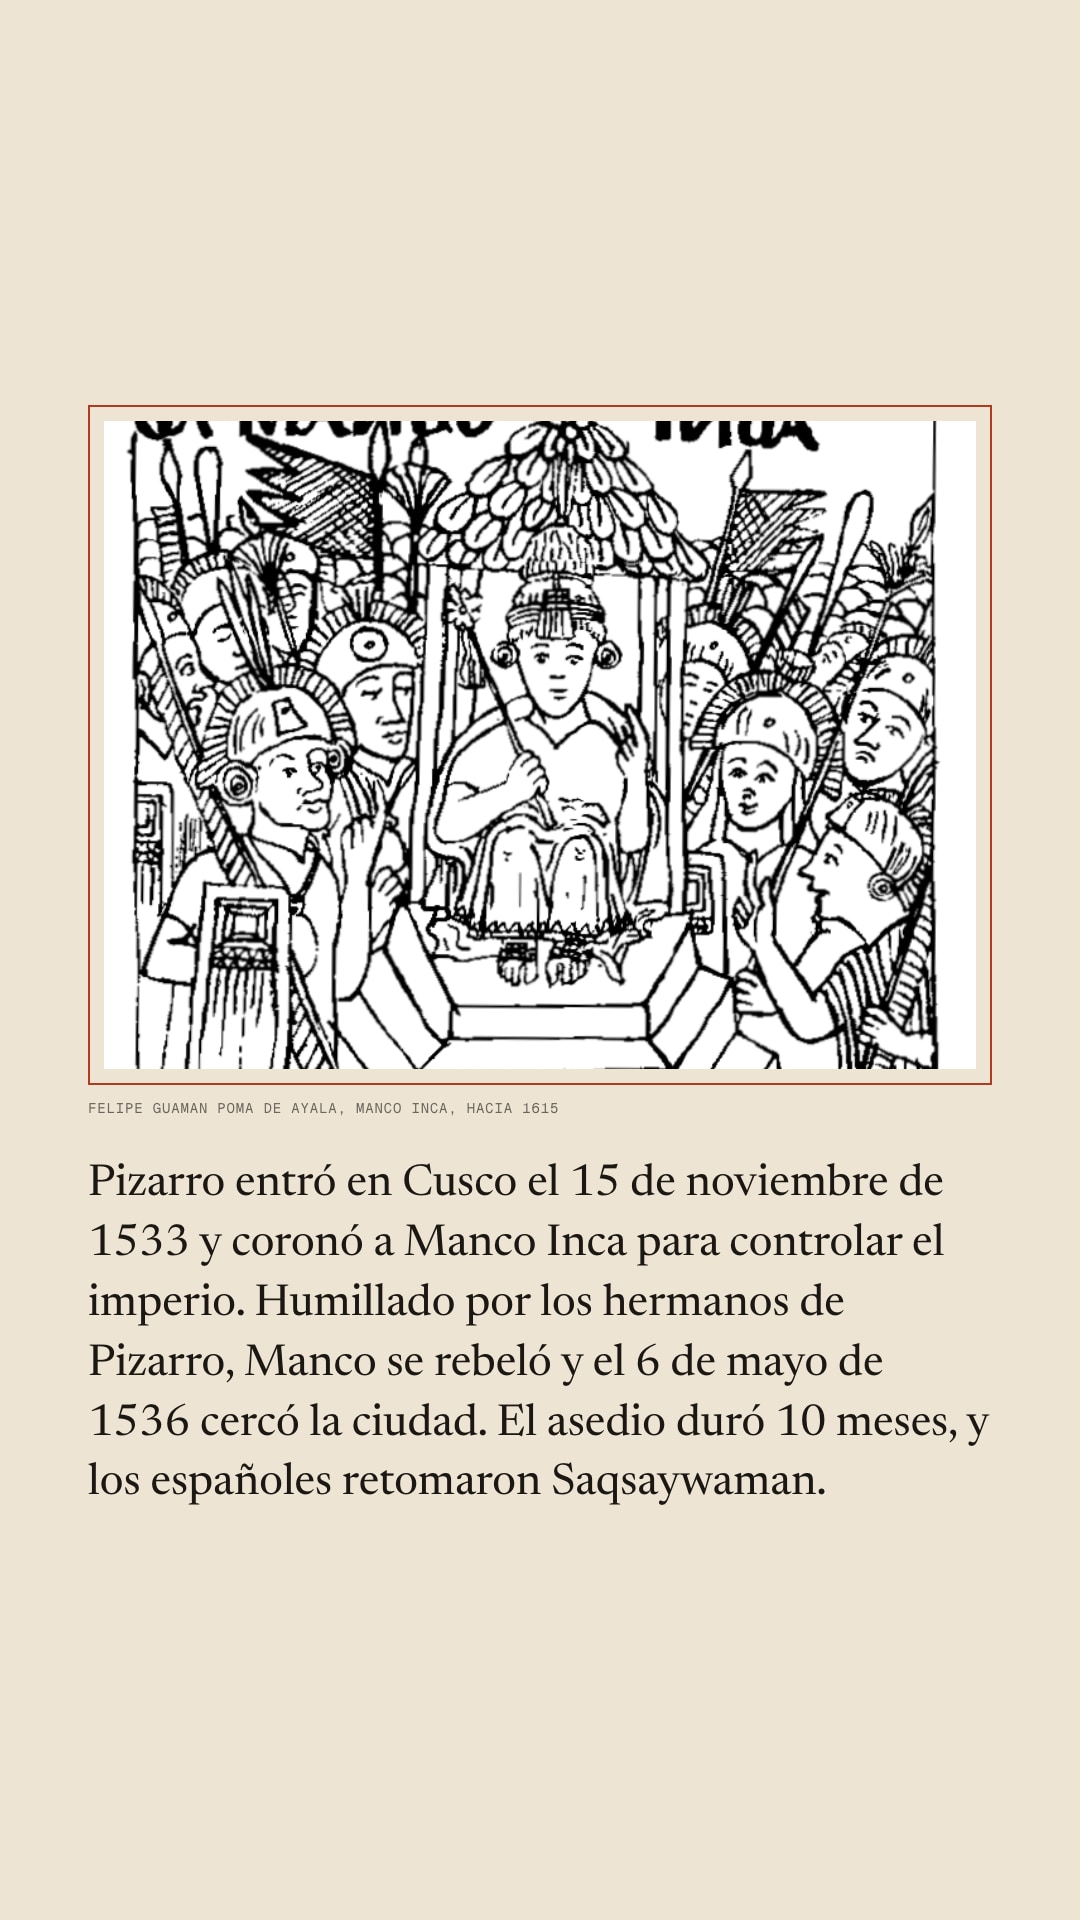 INGA
FELIPE GUAMAN POMA DE AYALA, MANCO INCA, HACIA 1615
Pizarro entró en Cusco el 15 de noviembre de
1533 y coronó a Manco Inca para controlar el
imperio. Humillado por los hermanos de
Pizarro, Manco se rebeló y el 6 de mayo de
1536 cercó la ciudad. El asedio duró 10 meses, y
los españoles retomaron Saqsaywaman.